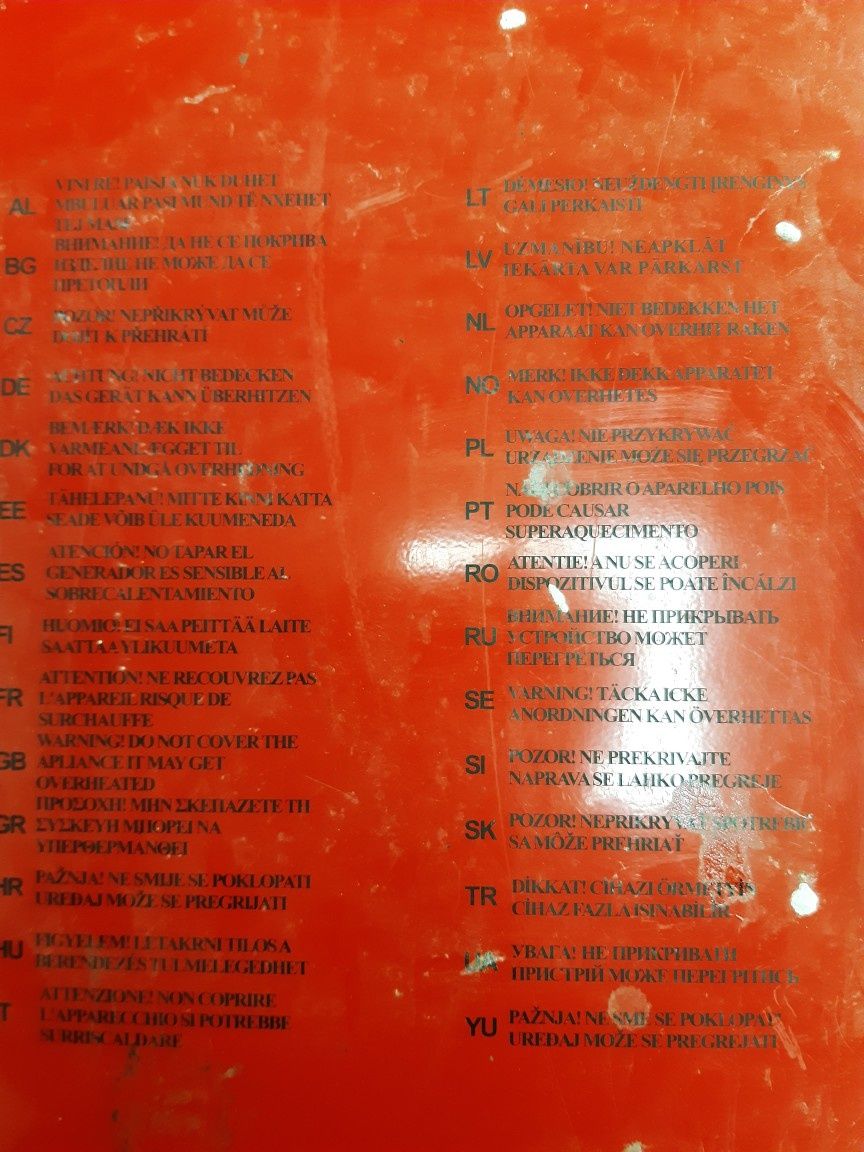 AL
VINI RE! PAISJA NUK DUHET
MBULUAR PASI MUND TË NXEHET
TEJ MASE
BG
ВНИМАНИЕ! ДА НЕ СЕ ПОКРИВА
ИЗДЕЛИЕ НЕ МОЖЕ ДА СЕ
ПРЕТОПЛИ
CZ
POZOR! NEPŘIKRÝVAT MŮŽE
DOJÍT K PŘEHRÁTÍ
DE
ACHTUNG! NICHT BEDECKEN
DAS GERÄT KANN ÜBERHITZEN
DK
BEMÆRK! DÆK IKKE
VARMEANLÆGGET TIL
FOR AT UNDGÅ OVERHEDNING
EE
TÄHELEPANU! MITTE KINNI KATTA
SEADE VÕIB ÜLE KUUMENEDA
ES
ATENCIÓN! NO TAPAR EL
GENERADOR ES SENSIBLE AL
SOBRECALENTAMIENTO
FI
HUOMIO! EI SAA PEITTÄÄ LAITE
SAATTAA YLIKUUMETA
FR
ATTENTION! NE RECOUVREZ PAS
L'APPAREIL RISQUE DE
SURCHAUFFE
GB
WARNING! DO NOT COVER THE
APLIANCE IT MAY GET
OVERHEATED
GR
ΠΡΟΣΟΧΗ! ΜΗΝ ΣΚΕΠΑΖΕΤΕ ΤΗ
ΣΥΣΚΕΥΗ ΜΠΟΡΕΙ ΝΑ
ΥΠΕΡΘΕΡΜΑΝΘΕΙ
HR
PAŽNJA! NE SMIJE SE POKLOPATI
UREĐAJ MOŽE SE PREGRIJATI
HU
FIGYELEM! LETAKRNI TILOS A
BERENDEZÉS TULMELEGEDHET
IT
ATTENZIONE! NON COPRIRE
L'APPARECCHIO SI POTREBBE
SURRISCALDARE
LT
DĖMESIO! NEUŽDENGTI ĮRENGINYS
GALI PERKAISTI
LV
UZMANĪBU! NEAPKLĀT
IEKĀRTA VAR PĀRKARST
NL
OPGELET! NIET BEDEKKEN HET
APPARAAT KAN OVERHIT RAKEN
NO
MERK! IKKE DEKK APPARATET
KAN OVERHETES
PL
UWAGA! NIE PRZYKRYWAĆ
URZĄDZENIE MOŻE SIĘ PRZEGRZAĆ
PT
COBRIR O APARELHO POIS
PODE CAUSAR
SUPERAQUECIMENTO
RO
ATENTIE! A NU SE ACOPERI
DISPOZITIVUL SE POATE ÎNCÁLZI
RU
ВНИМАНИЕ! НЕ ПРИКРЫВАТЬ
УСТРОЙСТВО МОЖЕТ
ПЕРЕГРЕТЬСЯ
SE
VARNING! TÄCKA ICKE
ANORDNINGEN KAN ÖVERHETTAS
SI
POZOR! NE PREKRIVAJTE
NAPRAVA SE LAHKO PREGREJE
SK
POZOR! NEPRIKRYVAŤ SPOTREBIČ
SA MÔŽE PREHRIAŤ
TR
DİKKAT! CİHAZI
CİHAZ FAZLA ISINABİLİR
UA
УВАГА! НЕ ПРИКРИВАТИ
ПРИСТРІЙ МОЖЕ ПЕРЕГРІТИСЬ
YU
PAŽNJA! NE SME SE POKLOPATI
UREĐAJ MOŽE SE PREGREJATI